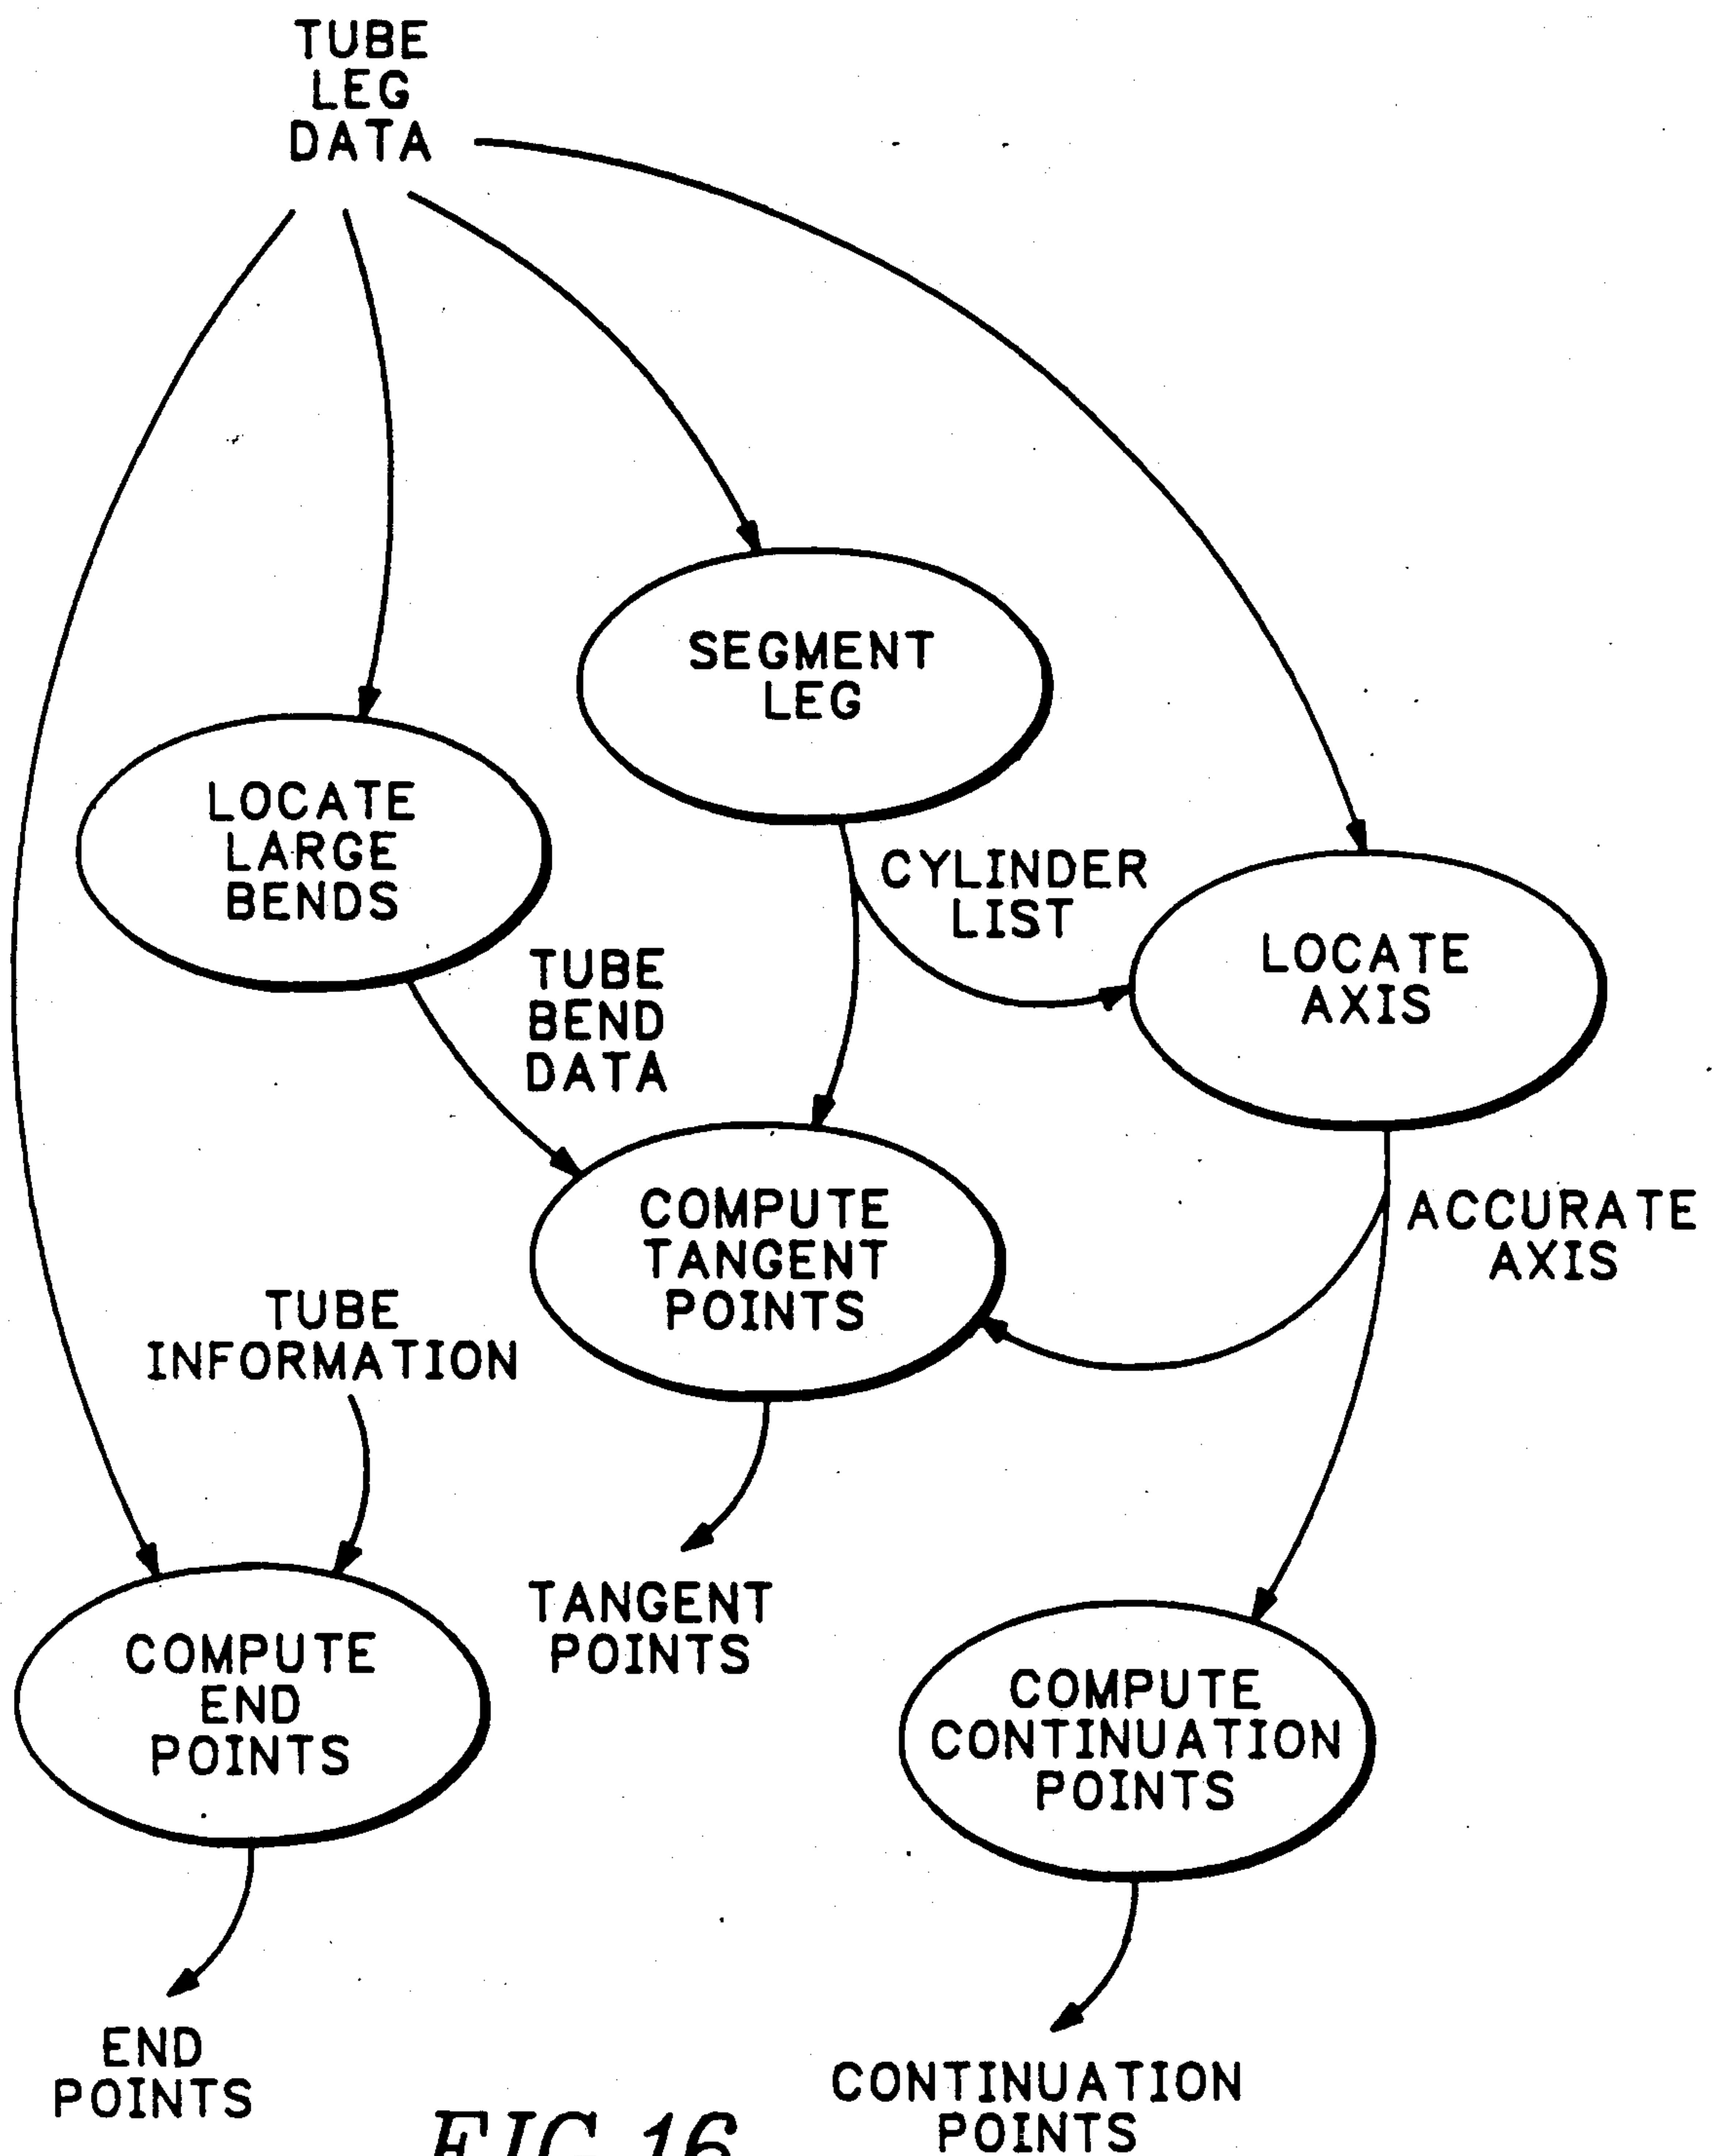 TUBE
LEG
DATA
SEGMENT
LEG
LOCATE
LARGE
BENDS
CYLINDER
LIST
LOCATE
AXIS
TUBE
BEND
DATA
COMPUTE
TANGENT
POINTS
ACCURATE
AXIS
TUBE
INFORMATION
TANGENT
POINTS
COMPUTE
END
POINTS
COMPUTE
CONTINUATION
POINTS
END
POINTS
CONTINUATION
POINTS
FIG. 16